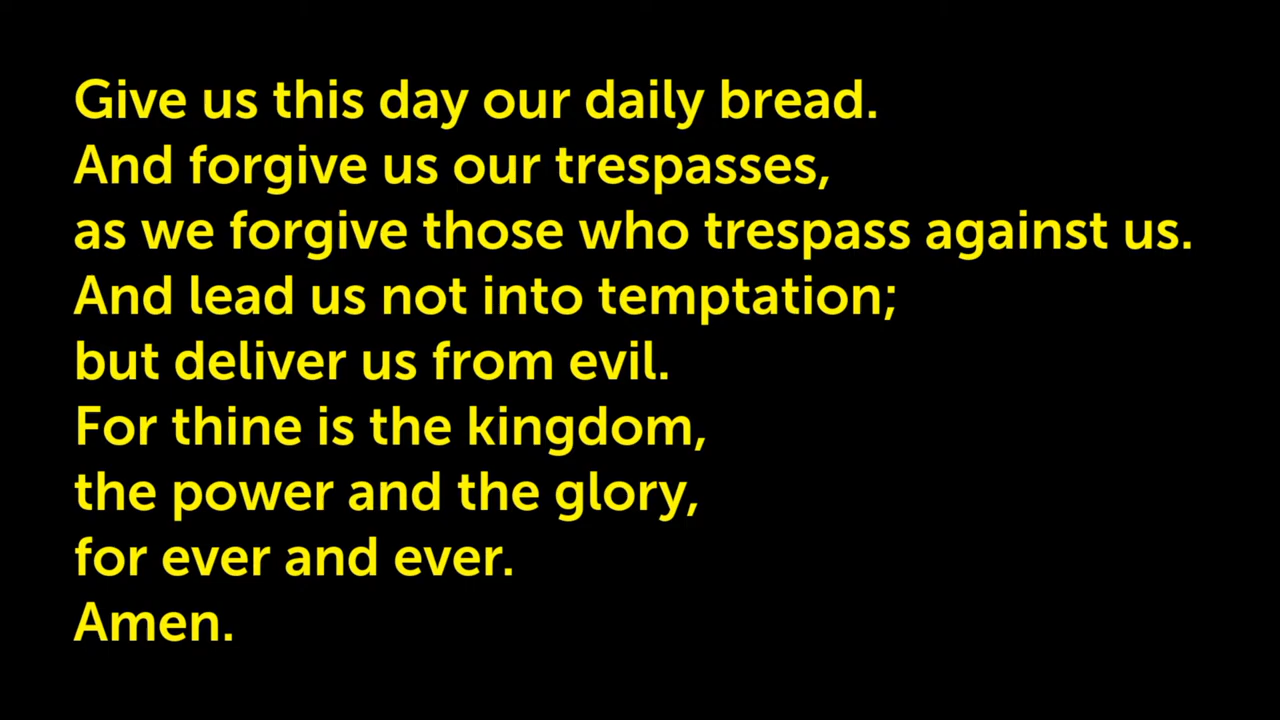 Give us this day our daily bread.
And forgive us our trespasses,
as we forgive those who trespass against us.
And lead us not into temptation;
but deliver us from evil.
For thine is the kingdom,
the power and the glory,
for ever and ever.
Amen.